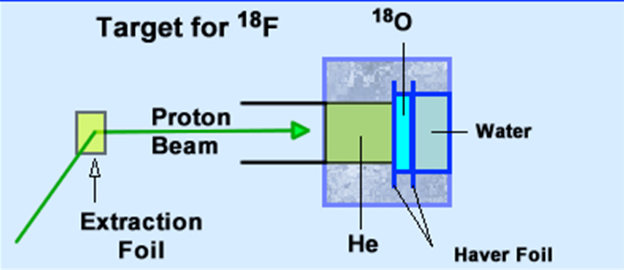 Target for ¹⁸F
¹⁸O
Proton
Beam
Water
Extraction
Foil
He
Haver Foil